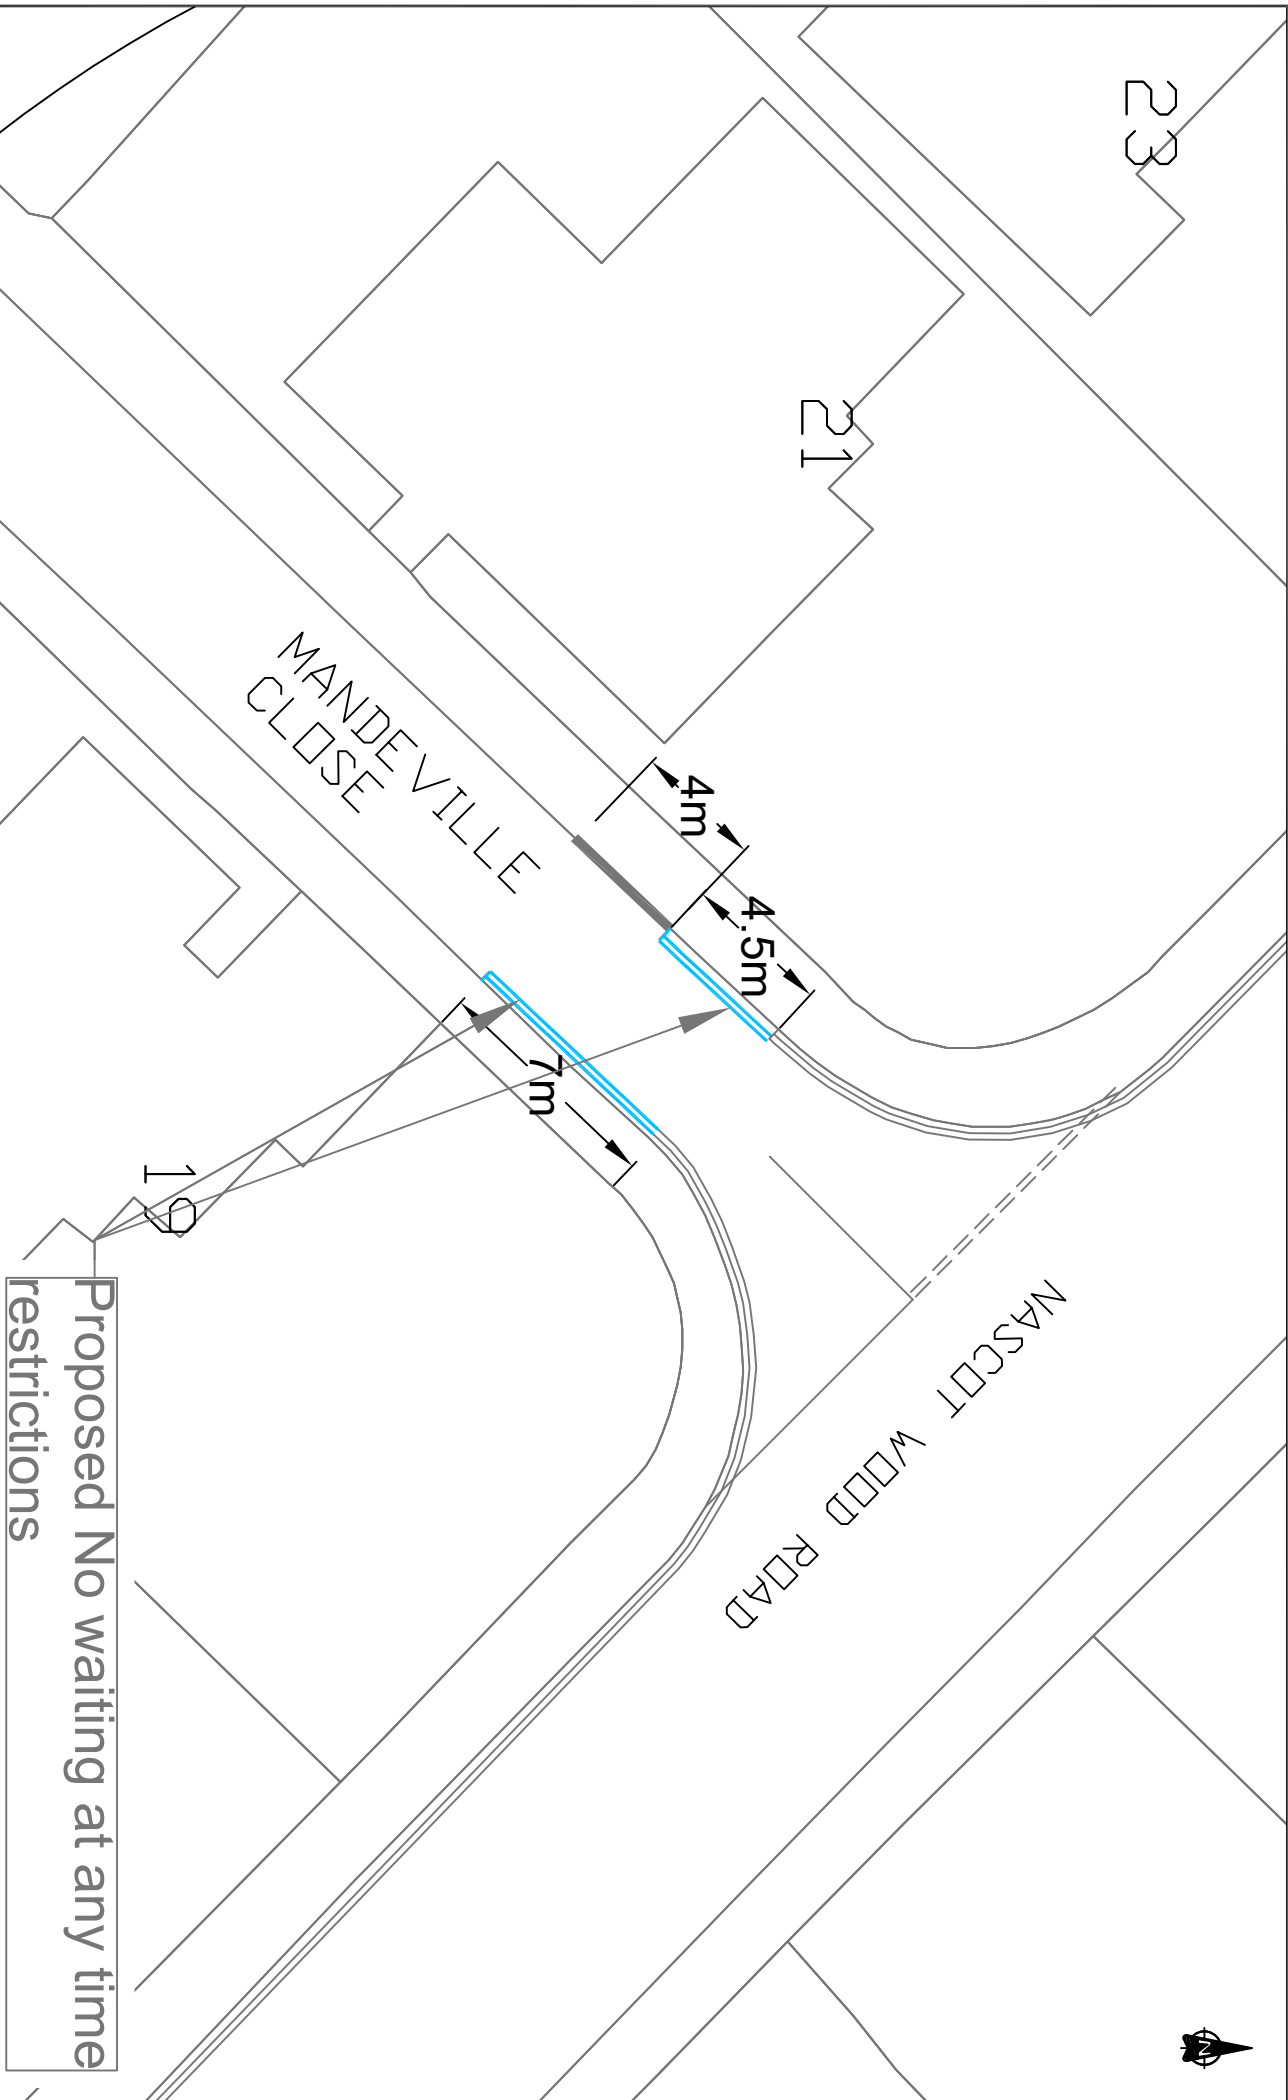 23
N
21
NASCOT WOOD ROAD
4m
4.5m
7m
MANDEVILLE
CLOSE
19
Proposed No waiting at any time
restrictions